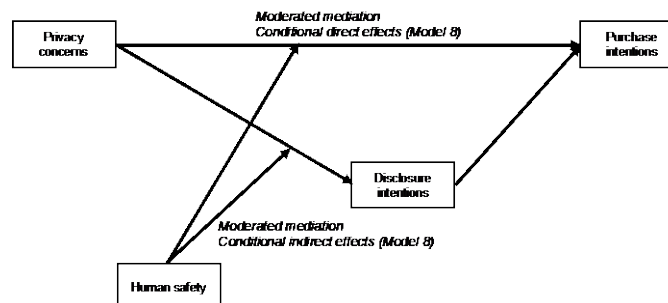 Moderated mediation
Conditional direct effects (Model 8)
Privacy
concerns
Purchase
intentions
Disclosure
intentions
Moderated mediation
Conditional indirect effects (Model 8)
Human safety